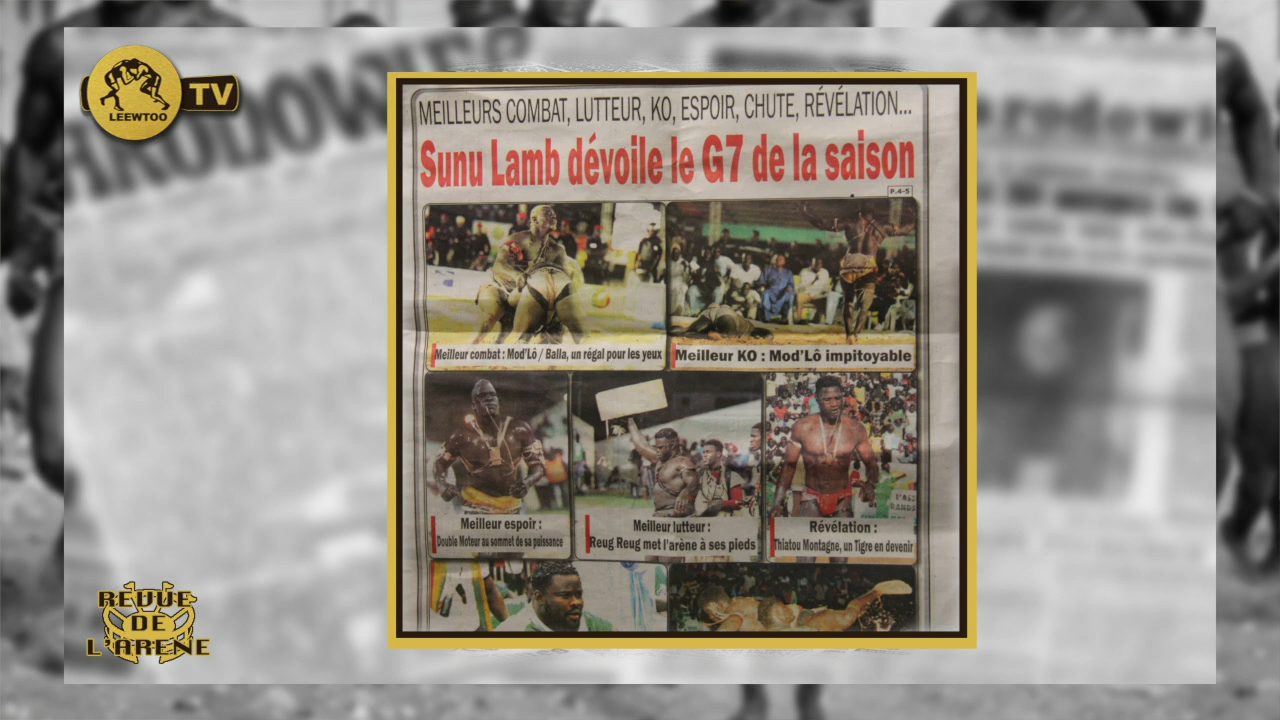 LEEWTOO
TV
MEILLEURS COMBAT, LUTTEUR, KO, ESPOIR, CHUTE, RÉVÉLATION...
Sunu Lamb dévoile le G7 de la saison
P.4-5
Meilleur combat : Mod'Lô / Balla, un régal pour les yeux
Meilleur KO : Mod'Lô impitoyable
Meilleur espoir :
Double Moteur au sommet de sa puissance
Meilleur lutteur :
Reug Reug met l'arène à ses pieds
Révélation :
Thiatou Montagne, un Tigre en devenir
REVUE
DE
L'ARENE